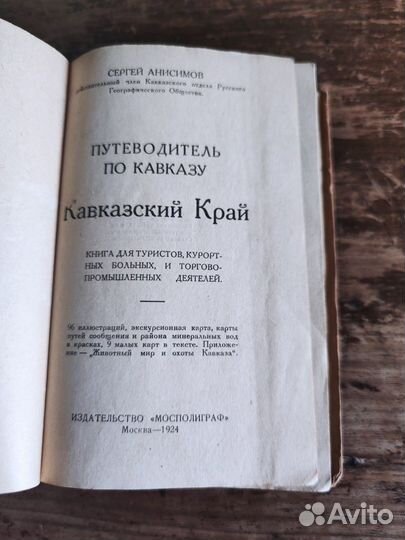 СЕРГЕЙ АНИСИМОВ
действительный член Кавказского отдела Русского
Географического Общества.
ПУТЕВОДИТЕЛЬ
ПО КАВКАЗУ
Кавказский Край
КНИГА ДЛЯ ТУРИСТОВ, КУРОРТ-
НЫХ БОЛЬНЫХ, И ТОРГОВО-
ПРОМЫШЛЕННЫХ ДЕЯТЕЛЕЙ.
96 иллюстраций, экскурсионная карта, карты
путей сообщения и района минеральных вод
в красках, 9 малых карт в тексте. Приложе-
ние — „Животный мир и охоты Кавказа“.
ИЗДАТЕЛЬСТВО «МОСПОЛИГРАФ»
Москва—1924
Avito